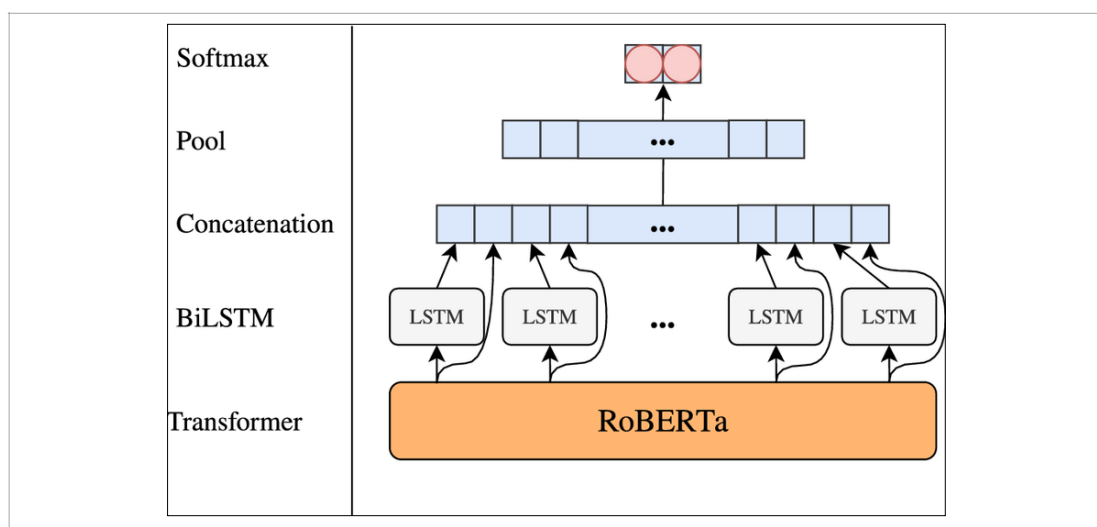 Softmax
Pool
...
Concatenation
...
BiLSTM
LSTM
LSTM
...
LSTM
LSTM
Transformer
RoBERTa